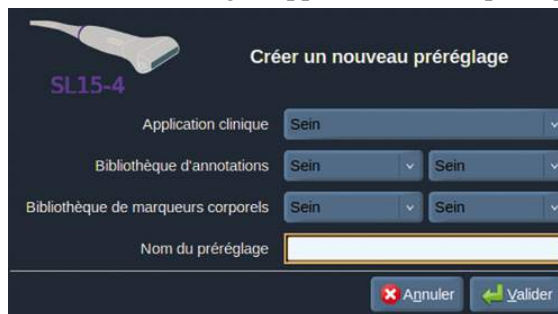 Créer un nouveau préréglage
SL15-4
Application clinique Sein
Bibliothèque d'annotations Sein Sein
Bibliothèque de marqueurs corporels Sein Sein
Nom du préréglage
Annuler Valider